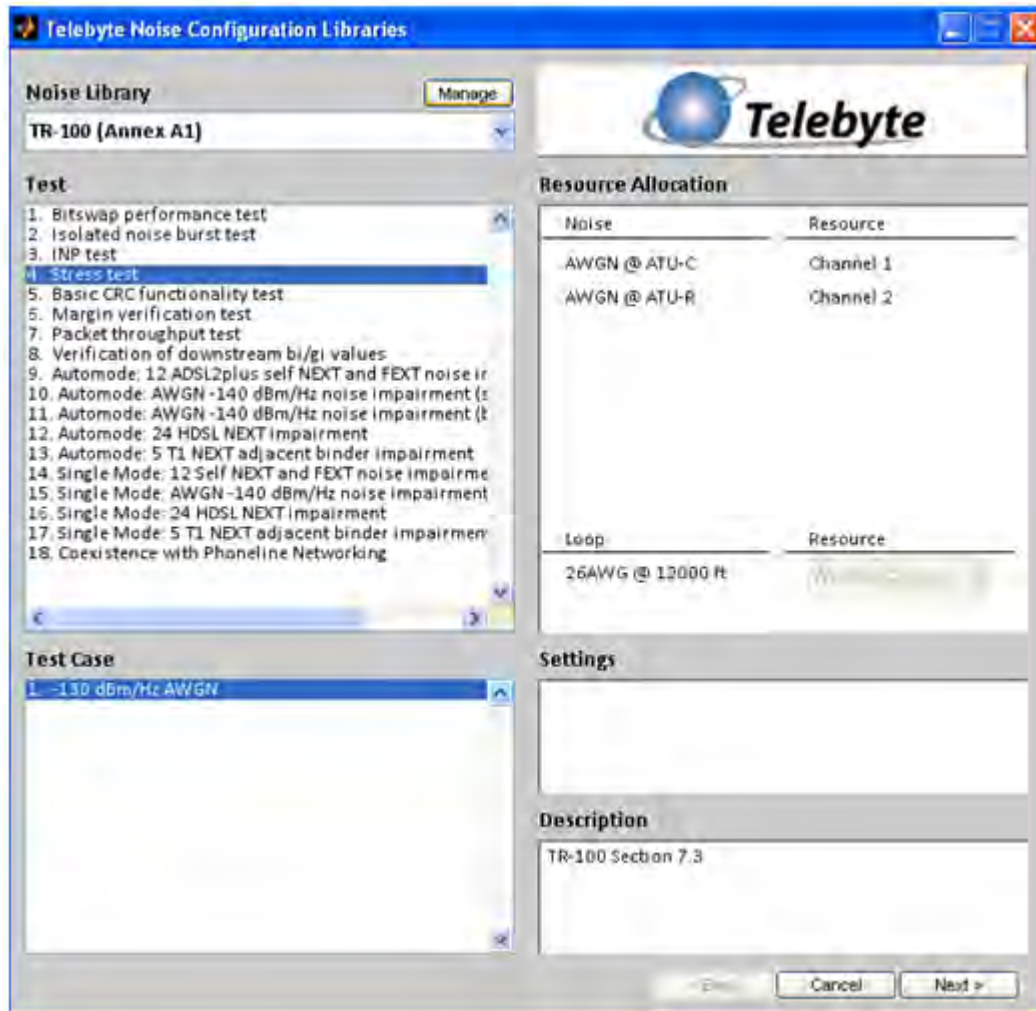 Telebyte Noise Configuration Libraries
Noise Library
Manage
TR-100 (Annex A1)
Test
1. Bitswap performance test
2. Isolated noise burst test
3. INP test
4. Stress test
5. Basic CRC functionality test
6. Margin verification test
7. Packet throughput test
8. Verification of downstream bi/gi values
9. Automode: 12 ADSL2plus self NEXT and FEXT noise ir
10. Automode: AWGN -140 dBm/Hz noise impairment (s
11. Automode: AWGN -140 dBm/Hz noise impairment (b
12. Automode: 24 HDSL NEXT impairment
13. Automode: 5 T1 NEXT adjacent binder impairment
14. Single Mode: 12 Self NEXT and FEXT noise impairme
15. Single Mode: AWGN -140 dBm/Hz noise impairment
16. Single Mode: 24 HDSL NEXT impairment
17. Single Mode: 5 T1 NEXT adjacent binder impairmen
18. Coexistence with Phoneline Networking
Test Case
1. -130 dBm/Hz AWGN
Telebyte
Resource Allocation
Noise Resource
AWGN @ ATU-C Channel 1
AWGN @ ATU-R Channel 2
Loop Resource
26AWG @ 12000 ft
Settings
Description
TR-100 Section 7.3
Cancel
Next >